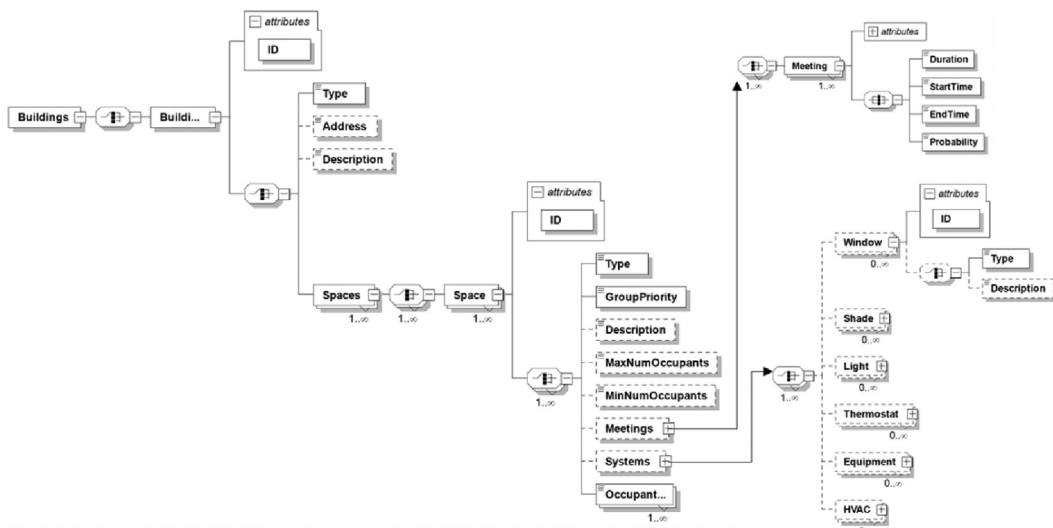 attributes
ID
Buildings
Buildi...
Type
Address
Description
Spaces
1..∞
1..∞
Space
1..∞
attributes
ID
Type
GroupPriority
Description
MaxNumOccupants
MinNumOccupants
Meetings
Systems
Occupant...
1..∞
1..∞
1..∞
Meeting
1..∞
attributes
Duration
StartTime
EndTime
Probability
1..∞
Window
0..∞
attributes
ID
Type
Description
Shade
0..∞
Light
0..∞
Thermostat
0..∞
Equipment
0..∞
HVAC